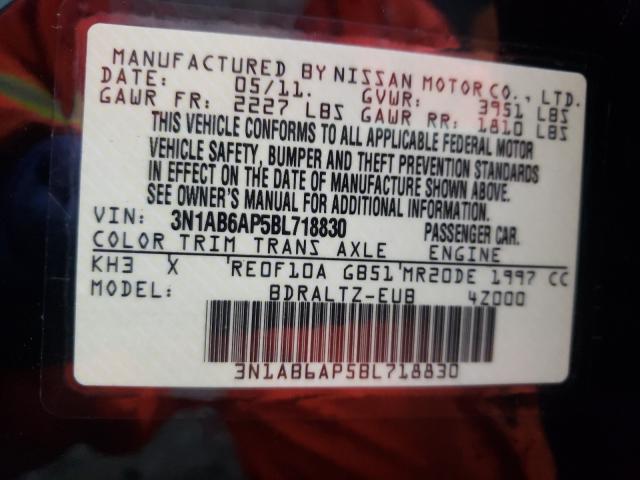 MANUFACTURED BY NISSAN MOTOR CO., LTD.
DATE: 05/11. GVWR: 3951 LBS
GAWR FR: 2227 LBS GAWR RR: 1810 LBS
THIS VEHICLE CONFORMS TO ALL APPLICABLE FEDERAL MOTOR
VEHICLE SAFETY, BUMPER AND THEFT PREVENTION STANDARDS
IN EFFECT ON THE DATE OF MANUFACTURE SHOWN ABOVE.
SEE OWNER'S MANUAL FOR ADDITIONAL INFORMATION.
VIN: 3N1AB6AP5BL718830 PASSENGER CAR.
COLOR TRIM TRANS AXLE ENGINE
KH3 X 'RE0F10A GB51'MR20DE 1997 CC
MODEL: BDRALTZ-EUB 4Z000
3N1AB6AP5BL718830